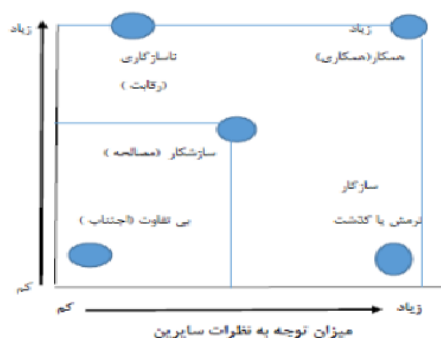 زیاد
زیاد
ناسازگاری
همکار(همکاری)
(رقابت )
سازشکار (مصالحه )
سازگار
بی تفاوت (اجتناب )
نرمش یا گذشت
کم
کم
زیاد
میزان توجه به نظرات سایرین